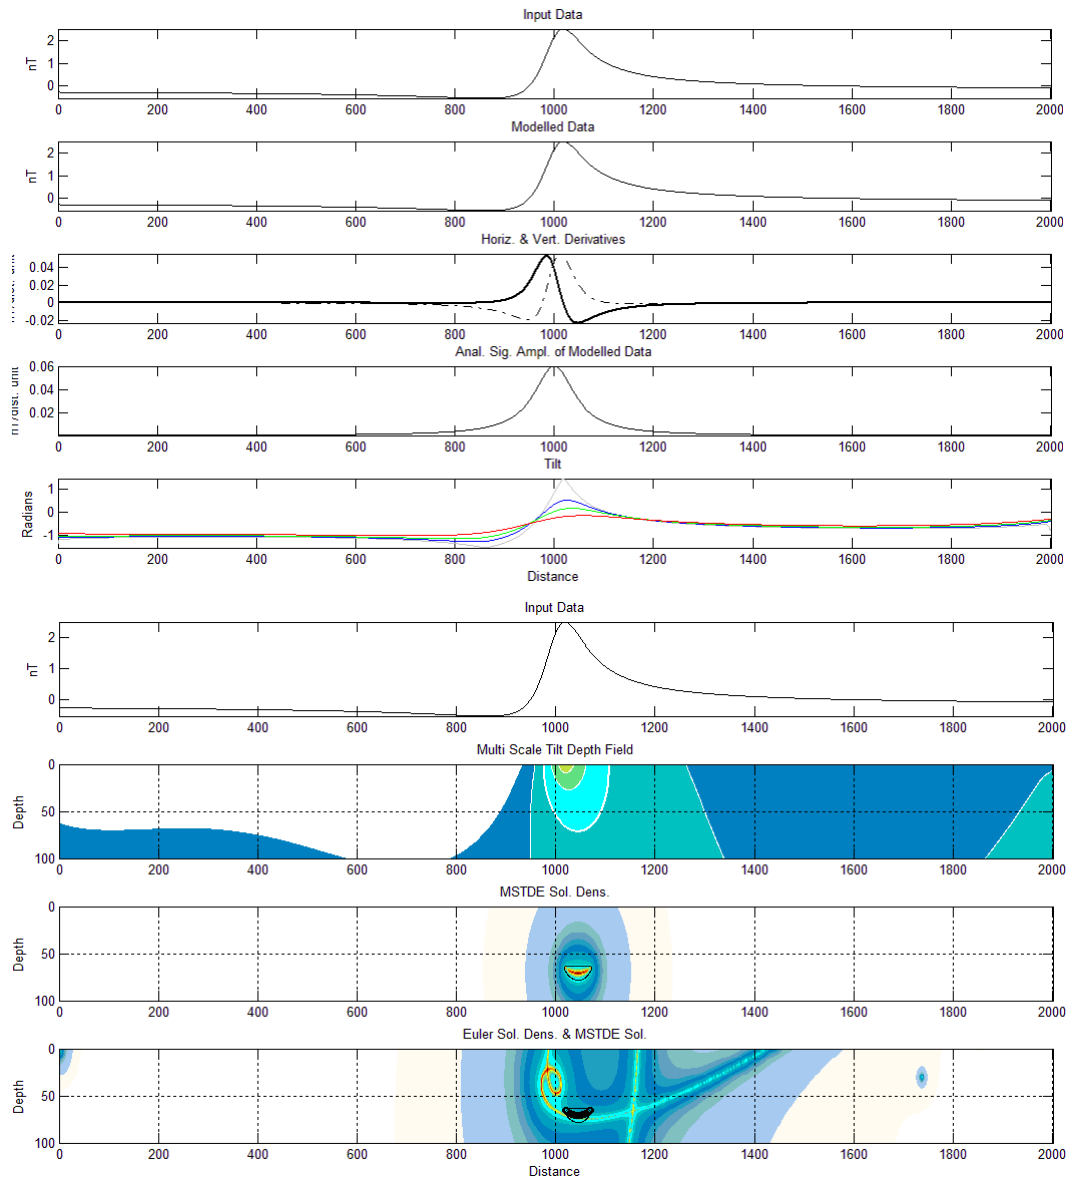 Input Data
2
1
0
nT
0 200 400 600 800 1000 1200 1400 1600 1800 2000
Modelled Data
2
1
0
nT
0 200 400 600 800 1000 1200 1400 1600 1800 2000
Horiz. & Vert. Derivatives
0.04
0
-0.02
0 200 400 600 800 1000 1200 1400 1600 1800 2000
Anal. Sig. Ampl. of Modelled Data
0.06
0.04
0.02
nT/dist. unit
0 200 400 600 800 1000 1200 1400 1600 1800 2000
Tilt
1
0
-1
Radians
0 200 400 600 800 1000 1200 1400 1600 1800 2000
Distance
Input Data
2
1
0
nT
0 200 400 600 800 1000 1200 1400 1600 1800 2000
Multi Scale Tilt Depth Field
0
50
100
Depth
0 200 400 600 800 1000 1200 1400 1600 1800 2000
MSTDE Sol. Dens.
0
50
100
Depth
0 200 400 600 800 1000 1200 1400 1600 1800 2000
Euler Sol. Dens. & MSTDE Sol.
0
50
100
Depth
0 200 400 600 800 1000 1200 1400 1600 1800 2000
Distance